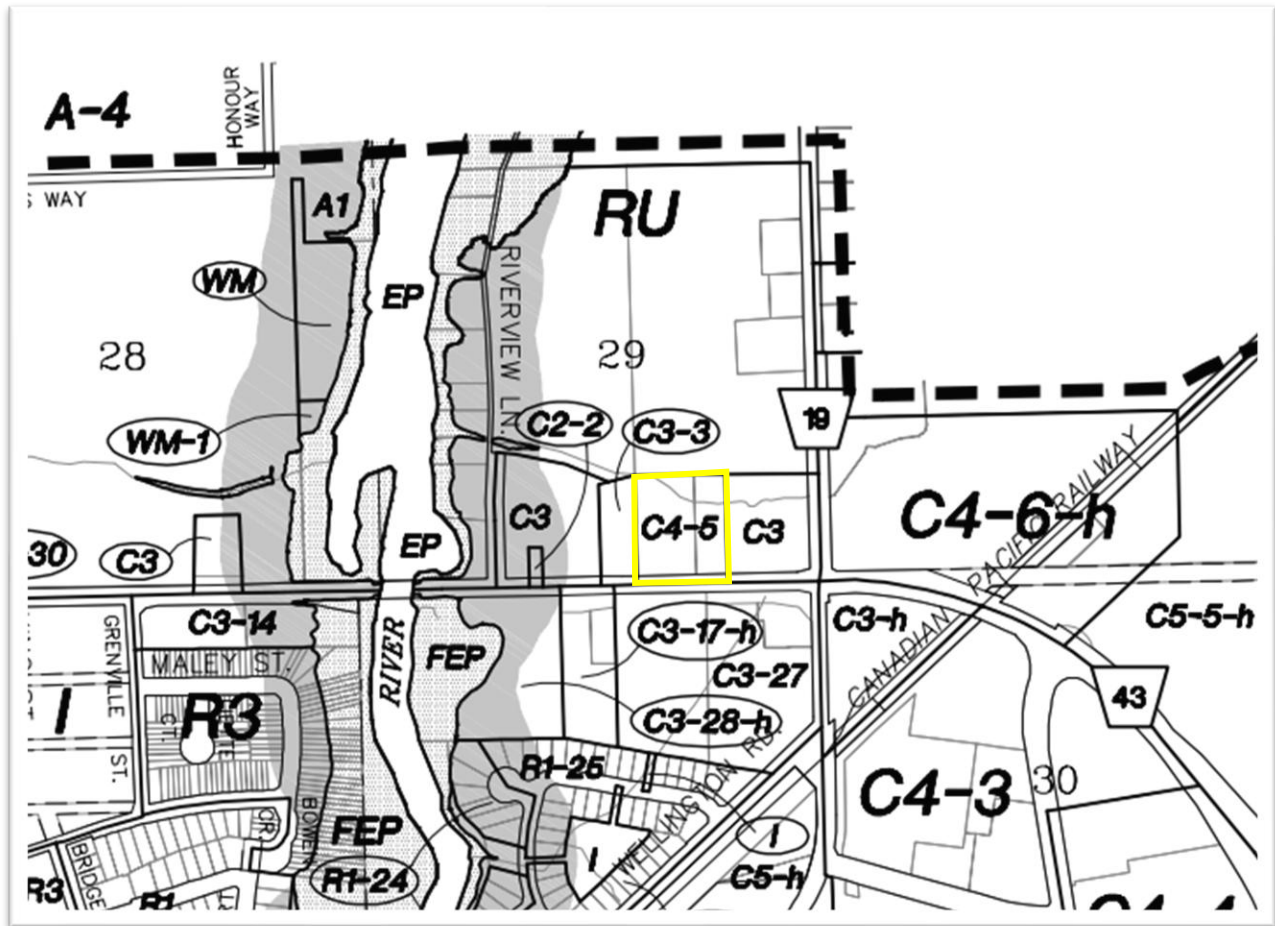 A-4
HONOUR
WAY
S WAY
A1
RU
WM
EP
RIVERVIEW LN.
28
29
19
WM-1
C2-2
C3-3
C3
C4-5
C3
C4-6-h
CANADIAN PACIFIC RAILWAY
-30
C3
EP
C3-14
GRENVILLE ST.
MALEY ST.
RIVER
FEP
C3-17-h
C3-h
C5-5-h
C3-27
C3-28-h
43
I
R3
CT.
R1-25
WELLINGTON RD.
C4-3
30
FEP
CR.
BRIDGE
R1-24
I
I
C5-h
R3
R1